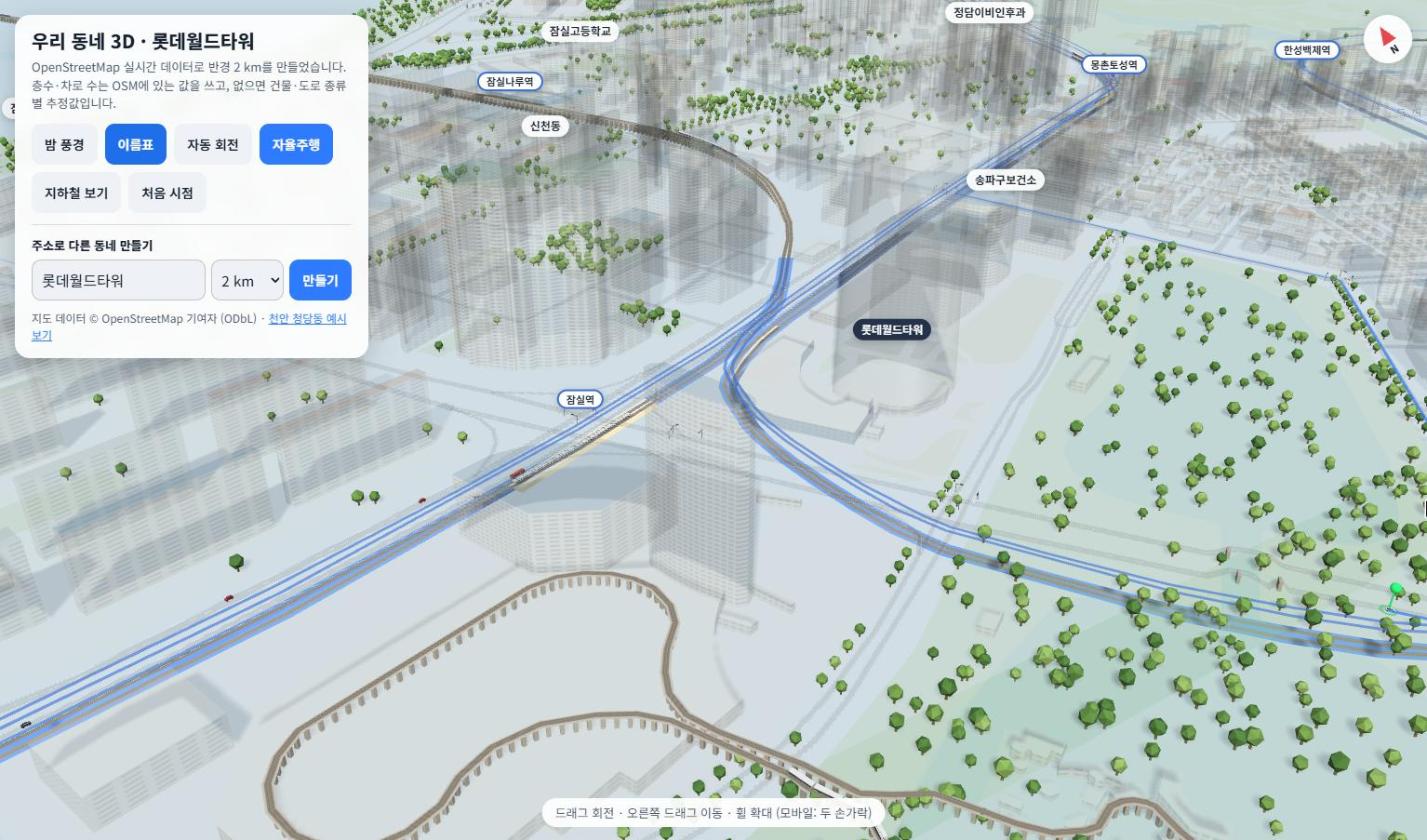 우리 동네 3D · 롯데월드타워
OpenStreetMap 실시간 데이터로 반경 2 km를 만들었습니다.
층수·차로 수는 OSM에 있는 값을 쓰고, 없으면 건물·도로 종류
별 추정값입니다.
밤 풍경
이름표
자동 회전
자율주행
지하철 보기
처음 시점
주소로 다른 동네 만들기
롯데월드타워
2 km
만들기
지도 데이터 © OpenStreetMap 기여자 (ODbL) · 천안 청당동 예시
보기
정담이비인후과
잠실고등학교
한성백제역
N
몽촌토성역
잠실나루역
신천동
송파구보건소
롯데월드타워
잠실역
드래그 회전 · 오른쪽 드래그 이동 · 휠 확대 (모바일: 두 손가락)